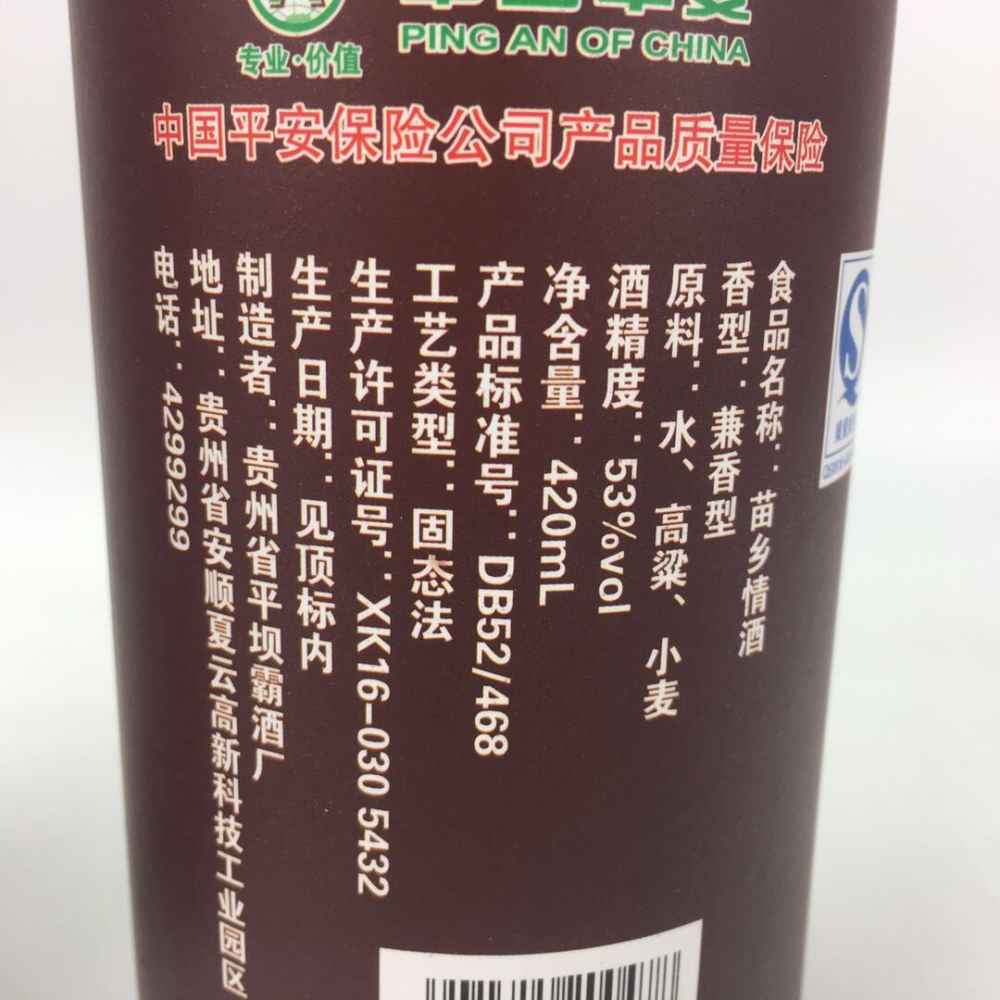 专业·价值
PING AN OF CHINA
中国平安保险公司产品质量保险
食品名称：苗乡情酒
香型：兼香型
原料：水、高粱、小麦
酒精度：53%vol
净含量：420mL
产品标准号：DB52/468
工艺类型：固态法
生产许可证号：XK16-030 5432
生产日期：见顶标内
制造者：贵州省平坝霸酒厂
地址：贵州省安顺夏云高新科技工业园区
电话：4299299